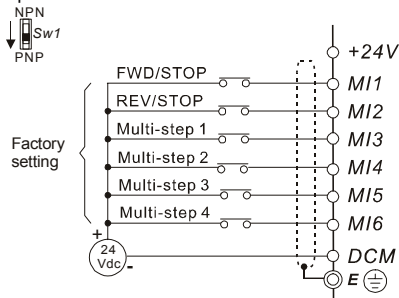 NPN
Sw1
PNP
+24V
FWD/STOP
MI1
REV/STOP
MI2
Multi-step 1
MI3
Factory
setting
Multi-step 2
MI4
Multi-step 3
MI5
Multi-step 4
MI6
+
24
Vdc
-
DCM
E